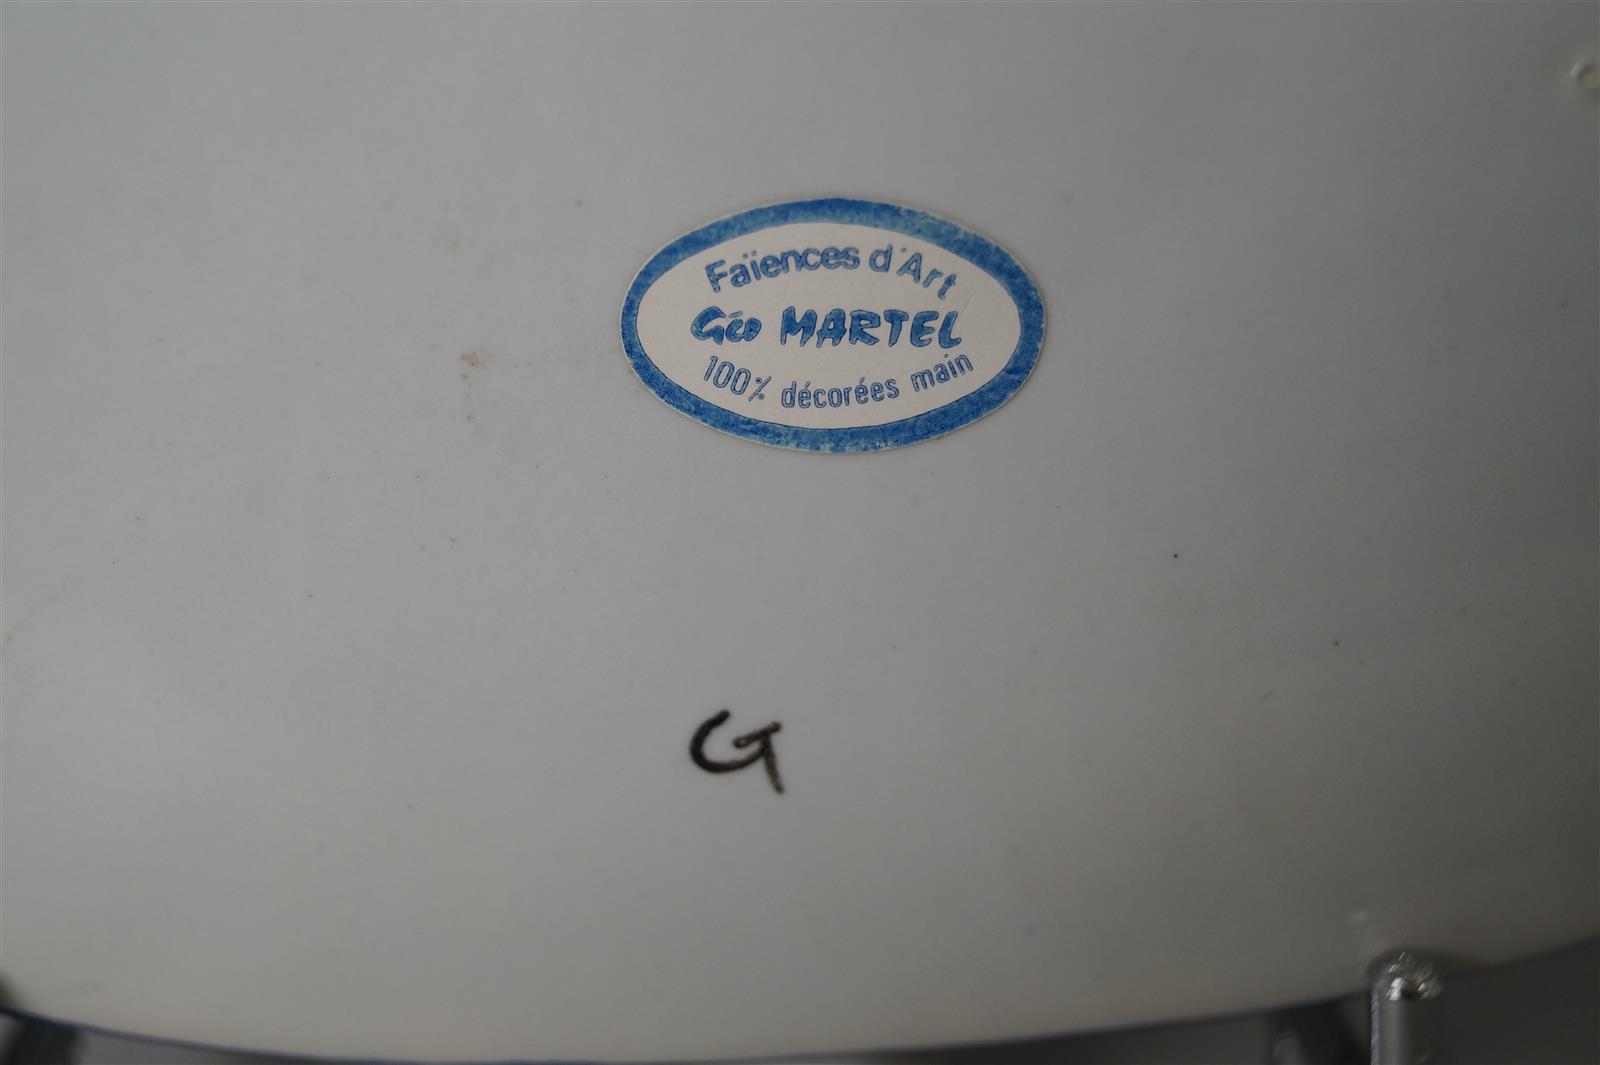 Faïences d'Art
Géo MARTEL
100% décorées main
G